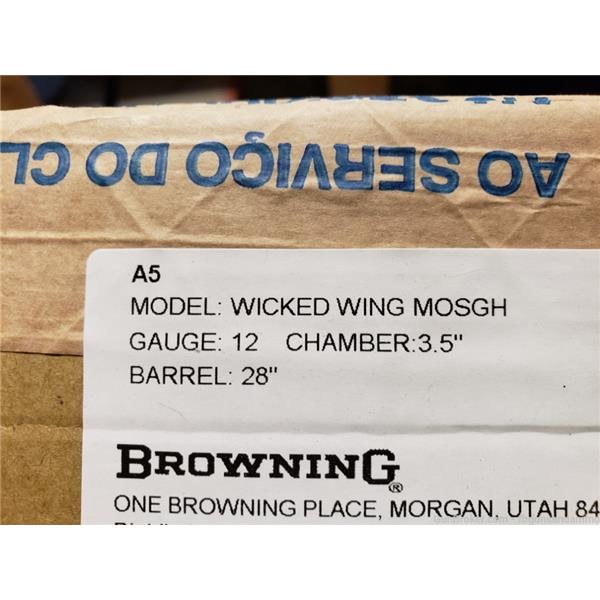 AO SERVIÇO DO CL
A5
MODEL: WICKED WING MOSGH
GAUGE: 12 CHAMBER:3.5"
BARREL: 28"
BROWNING®
ONE BROWNING PLACE, MORGAN, UTAH 84